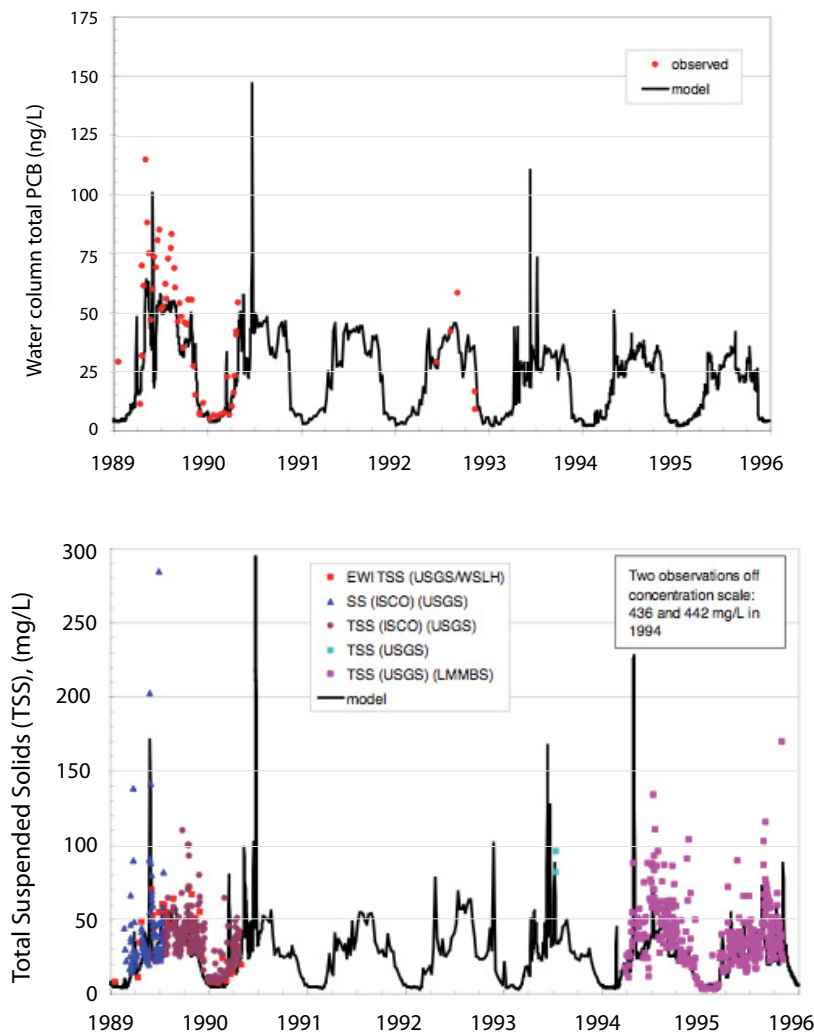 175
150
125
100
75
50
25
0
Water column total PCB (ng/L)
observed
model
1989 1990 1991 1992 1993 1994 1995 1996
300
250
200
150
100
50
0
Total Suspended Solids (TSS), (mg/L)
EWI TSS (USGS/WSLH)
SS (ISCO) (USGS)
TSS (ISCO) (USGS)
TSS (USGS)
TSS (USGS) (LMMBS)
model
Two observations off
concentration scale:
436 and 442 mg/L in
1994
1989 1990 1991 1992 1993 1994 1995 1996